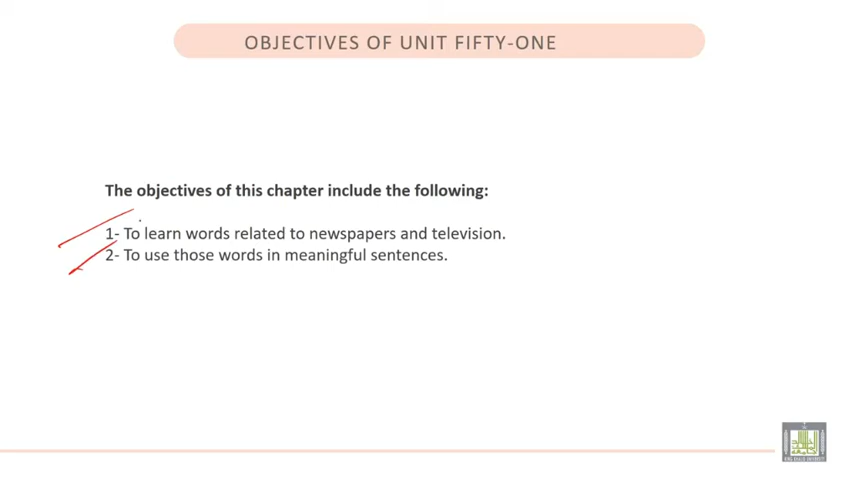 OBJECTIVES OF UNIT FIFTY-ONE
The objectives of this chapter include the following:
1- To learn words related to newspapers and television.
2- To use those words in meaningful sentences.